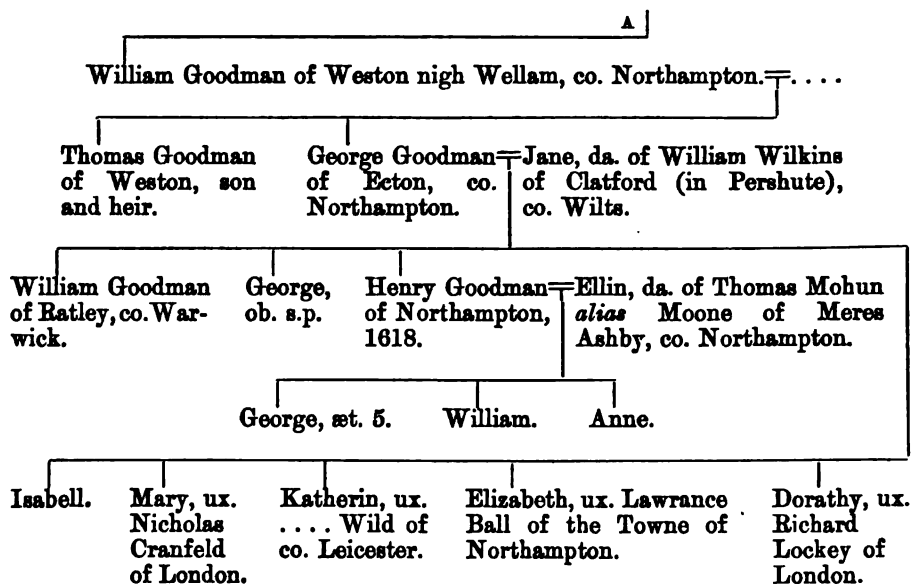 A
William Goodman of Weston nigh Wellam, co. Northampton.=....
Thomas Goodman
of Weston, son
and heir.
George Goodman=
of Ecton, co.
Northampton.
Jane, da. of William Wilkins
of Clatford (in Pershute),
co. Wilts.
William Goodman
of Ratley, co. War-
wick.
George,
ob. s.p.
Henry Goodman=
of Northampton,
1618.
Ellin, da. of Thomas Mohun
alias Moone of Meres
Ashby, co. Northampton.
George, æt. 5.
William.
Anne.
Isabell.
Mary, ux.
Nicholas
Cranfeld
of London.
Katherin, ux.
.... Wild of
co. Leicester.
Elizabeth, ux. Lawrance
Ball of the Towne of
Northampton.
Dorathy, ux.
Richard
Lockey of
London.